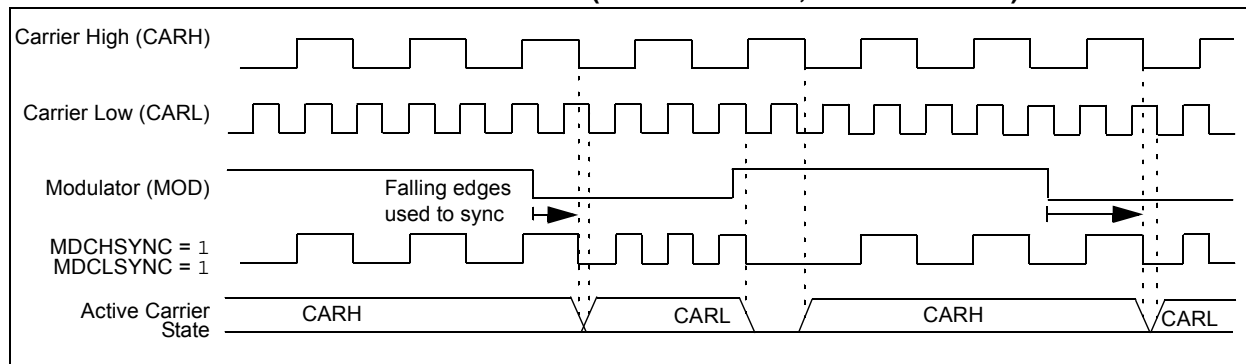 Carrier High (CARH)
Carrier Low (CARL)
Modulator (MOD)
Falling edges
used to sync
MDCHSYNC = 1
MDCLSYNC = 1
Active Carrier
State
CARH
CARL
CARH
CARL